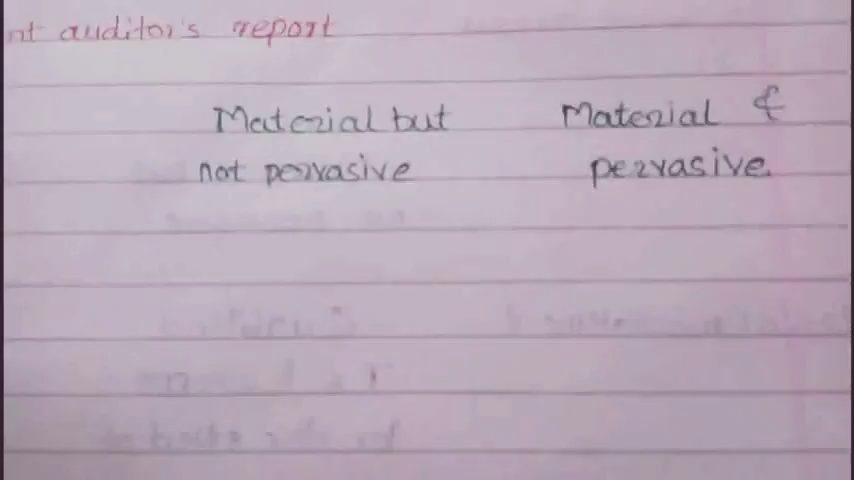 nt auditor's report
Material but Material &
not pervasive pervasive.